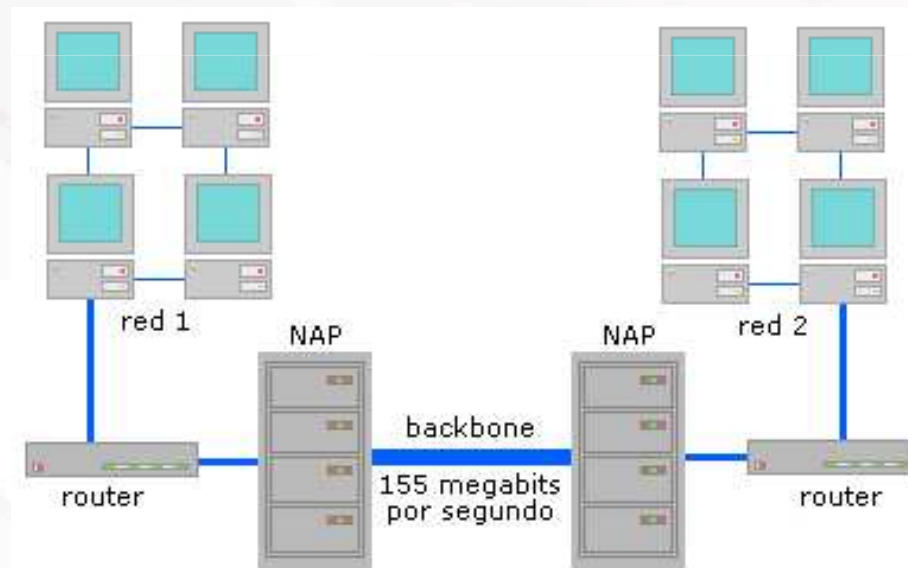 red 1
red 2
NAP
NAP
backbone
155 megabits
por segundo
router
router